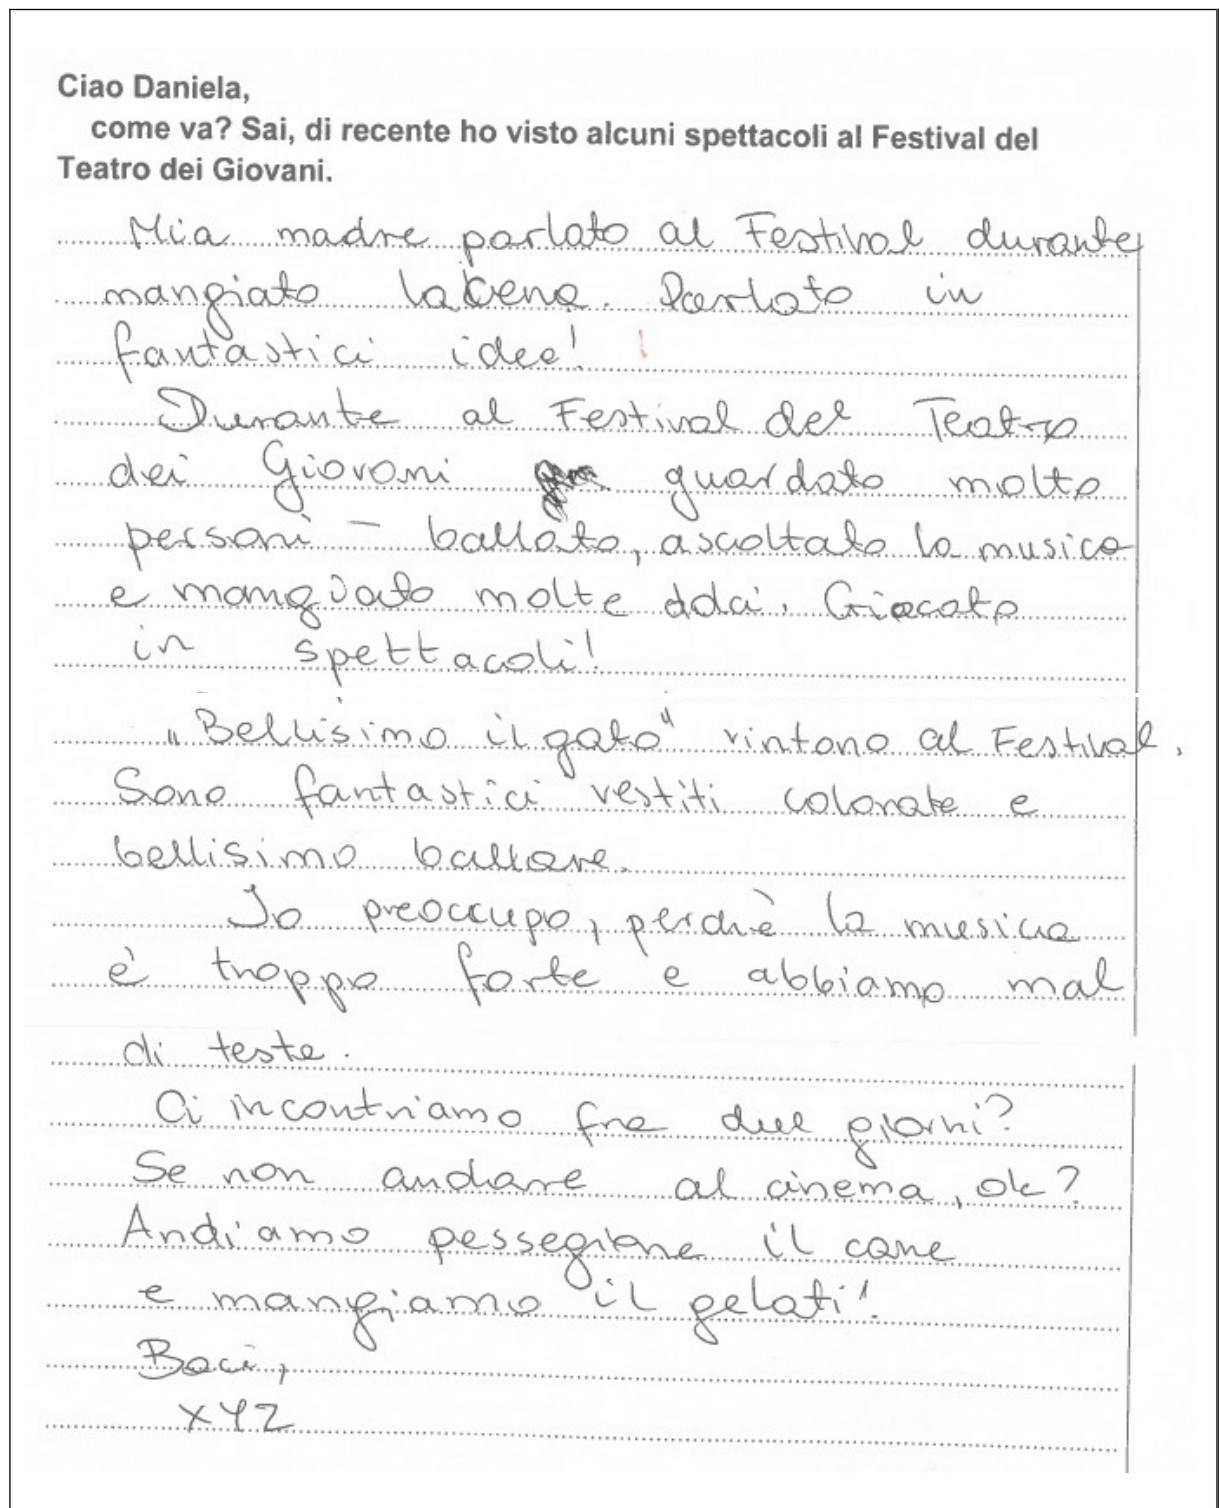 Ciao Daniela,
come va? Sai, di recente ho visto alcuni spettacoli al Festival del
Teatro dei Giovani.
Mia madre parlato al Festival durante
mangiato la cena. Parlato in
fantastici idee!
Durante al Festival del Teatro
dei Giovani guardato molto
persani – ballato, ascoltato la musica
e mangiato molte dolci. Giocato
in spettacoli!
„Bellisimo il gato" rintono al Festival.
Sono fantastici vestiti colorate e
bellisimo ballare.
Io preoccupo, perchè la musica
è troppo forte e abbiamo mal
di teste.
Ci incontriamo fra due giorni?
Se non andiare al cinema, ok?
Andiamo pessegiare il cane
e mangiamo il gelati!
Baci,
XYZ